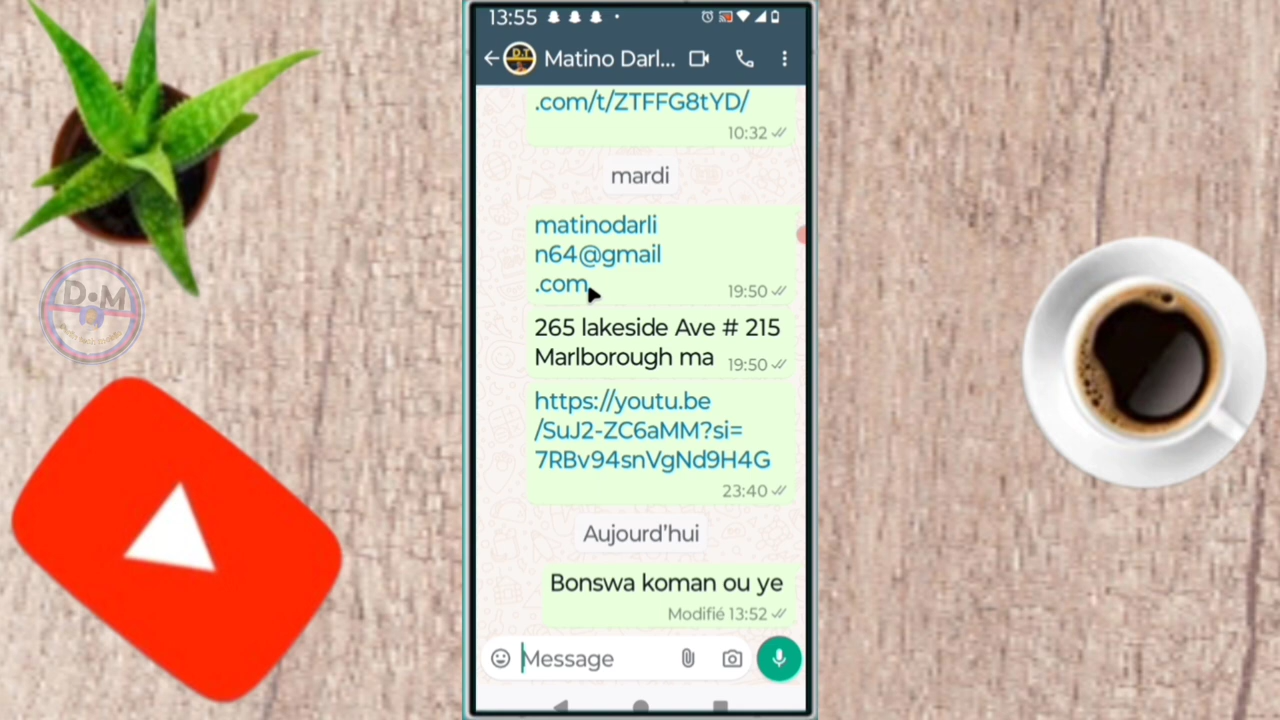 13:55
Matino Darl...
.com/t/ZTFFG8tYD/
10:32
mardi
matinodarli
n64@gmail
.com
19:50
265 lakeside Ave # 215
Marlborough ma
19:50
https://youtu.be
/SuJ2-ZC6aMM?si=
7RBv94snVgNd9H4G
23:40
Aujourd’hui
Bonswa koman ou ye
Modifié 13:52
Message
D•M
D•T